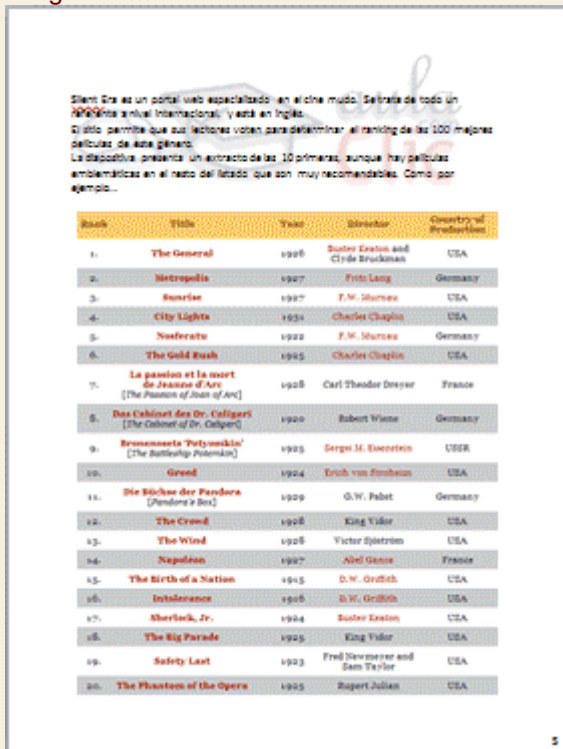 aula
com
Clic
Silent Era es un portal web especializado en el cine mudo. Se trata de todo un
referente a nivel internacional, y está en inglés.
El sitio permite que sus lectores voten para determinar el ranking de las 100 mejores
películas de este género.
La diapositiva presenta un extracto de las 10 primeras, aunque hay películas
emblemáticas en el resto del listado que son muy recomendables. Como por
ejemplo...
Rank Title Year Director Country of Production
1. The General 1926 Buster Keaton and Clyde Bruckman USA
2. Metropolis 1927 Fritz Lang Germany
3. Sunrise 1927 F.W. Murnau USA
4. City Lights 1931 Charles Chaplin USA
5. Nosferatu 1922 F.W. Murnau Germany
6. The Gold Rush 1925 Charles Chaplin USA
7. La passion et la mort de Jeanne d'Arc [The Passion of Joan of Arc] 1928 Carl Theodor Dreyer France
8. Das Cabinet des Dr. Caligari [The Cabinet of Dr. Caligari] 1920 Robert Wiene Germany
9. Bronenosets 'Potyomkin' [The Battleship Potemkin] 1925 Sergei M. Eisenstein USSR
10. Greed 1924 Erich von Stroheim USA
11. Die Büchse der Pandora [Pandora's Box] 1929 G.W. Pabst Germany
12. The Crowd 1928 King Vidor USA
13. The Wind 1928 Victor Sjöström USA
14. Napoléon 1927 Abel Gance France
15. The Birth of a Nation 1915 D.W. Griffith USA
16. Intolerance 1916 D.W. Griffith USA
17. Sherlock, Jr. 1924 Buster Keaton USA
18. The Big Parade 1925 King Vidor USA
19. Safety Last 1923 Fred Newmeyer and Sam Taylor USA
20. The Phantom of the Opera 1925 Rupert Julian USA
5